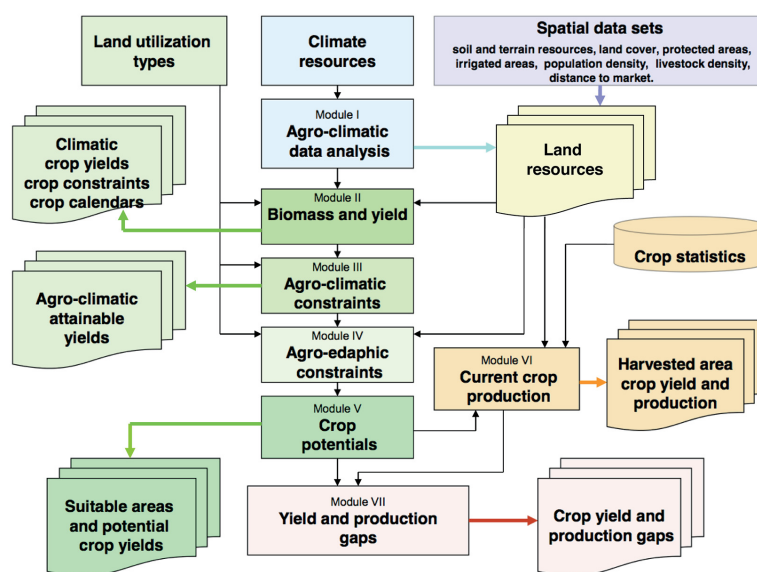 Land utilization
types
Climate
resources
Spatial data sets
soil and terrain resources, land cover, protected areas,
irrigated areas, population density, livestock density,
distance to market.
Module I
Agro-climatic
data analysis
Land
resources
Climatic
crop yields
crop constraints
crop calendars
Module II
Biomass and yield
Crop statistics
Module III
Agro-climatic
constraints
Agro-climatic
attainable
yields
Module IV
Agro-edaphic
constraints
Module VI
Current crop
production
Harvested area
crop yield and
production
Module V
Crop
potentials
Suitable areas
and potential
crop yields
Module VII
Yield and production
gaps
Crop yield and
production gaps